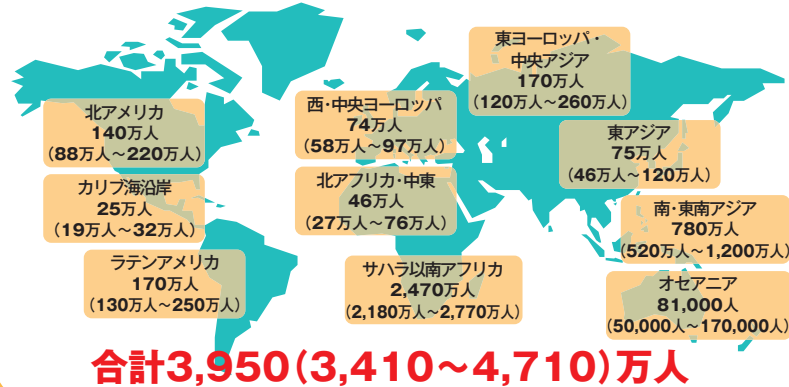 東ヨーロッパ・
中央アジア
170万人
(120万人～260万人)
北アメリカ
140万人
(88万人～220万人)
西・中央ヨーロッパ
74万人
(58万人～97万人)
東アジア
75万人
(46万人～120万人)
カリブ海沿岸
25万人
(19万人～32万人)
北アフリカ・中東
46万人
(27万人～76万人)
南・東南アジア
780万人
(520万人～1,200万人)
ラテンアメリカ
170万人
(130万人～250万人)
サハラ以南アフリカ
2,470万人
(2,180万人～2,770万人)
オセアニア
81,000人
(50,000人～170,000人)
合計3,950(3,410～4,710)万人